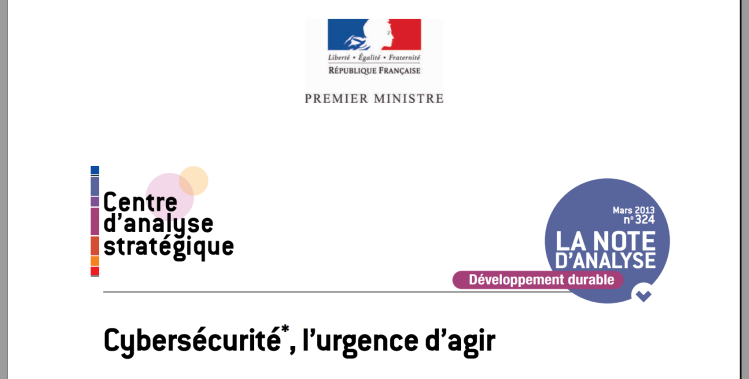 Liberté • Égalité • Fraternité
RÉPUBLIQUE FRANÇAISE
PREMIER MINISTRE
Centre
d'analyse
stratégique
Mars 2013
n° 324
LA NOTE
D'ANALYSE
Développement durable
Cybersécurité*, l'urgence d'agir